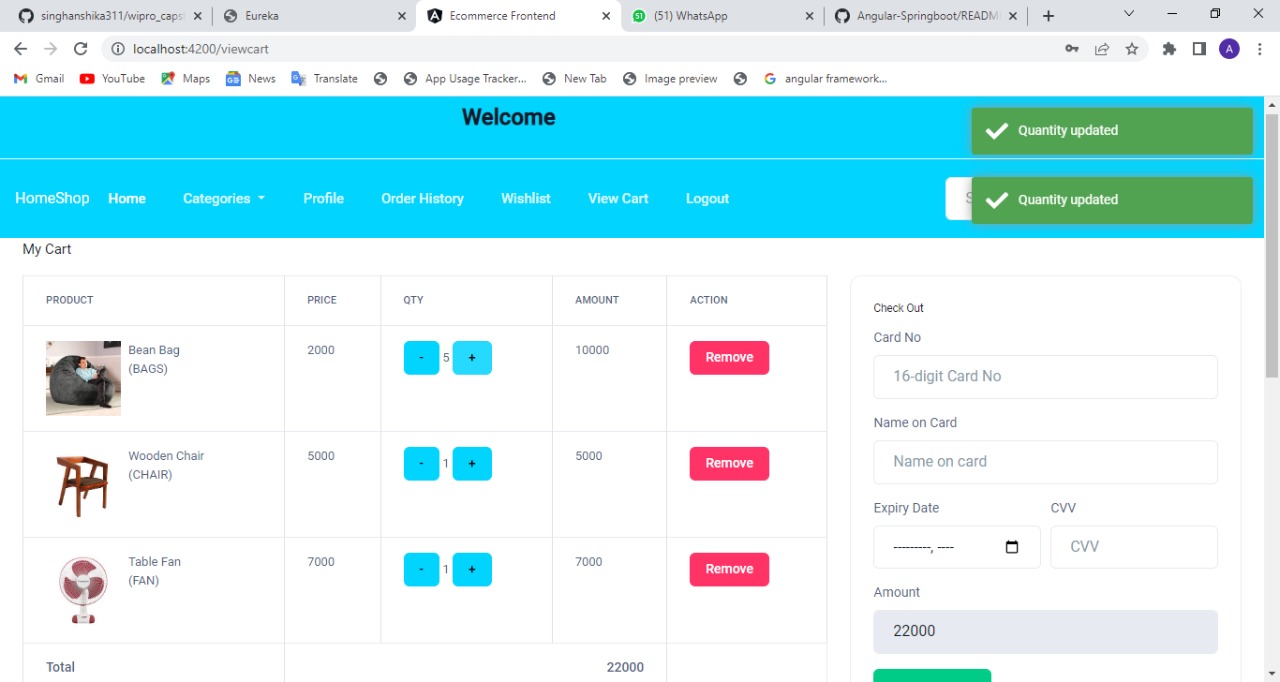 singhanshika311/wipro_caps
Eureka
Ecommerce Frontend
(51) WhatsApp
Angular-Springboot/READM
localhost:4200/viewcart
A
Gmail
YouTube
Maps
News
Translate
App Usage Tracker...
New Tab
Image preview
angular framework...
Welcome
Quantity updated
HomeShop
Home
Categories
Profile
Order History
Wishlist
View Cart
Logout
Quantity updated
My Cart
PRODUCT PRICE QTY AMOUNT ACTION
Bean Bag
(BAGS)
2000
- 5 +
10000
Remove
Wooden Chair
(CHAIR)
5000
- 1 +
5000
Remove
Table Fan
(FAN)
7000
- 1 +
7000
Remove
Total 22000
Check Out
Card No
16-digit Card No
Name on Card
Name on card
Expiry Date CVV
---------, ---- CVV
Amount
22000